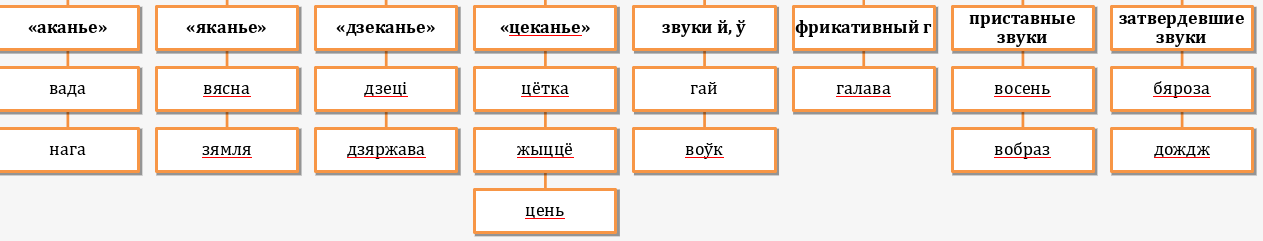 «аканье»
«яканье»
«дзеканье»
«цеканье»
звуки й, ў
фрикативный г
приставные
звуки
затвердевшие
звуки
вада
вясна
дзеці
цётка
гай
галава
восень
бяроза
нага
зямля
дзяржава
жыццё
воўк
вобраз
дождж
цень